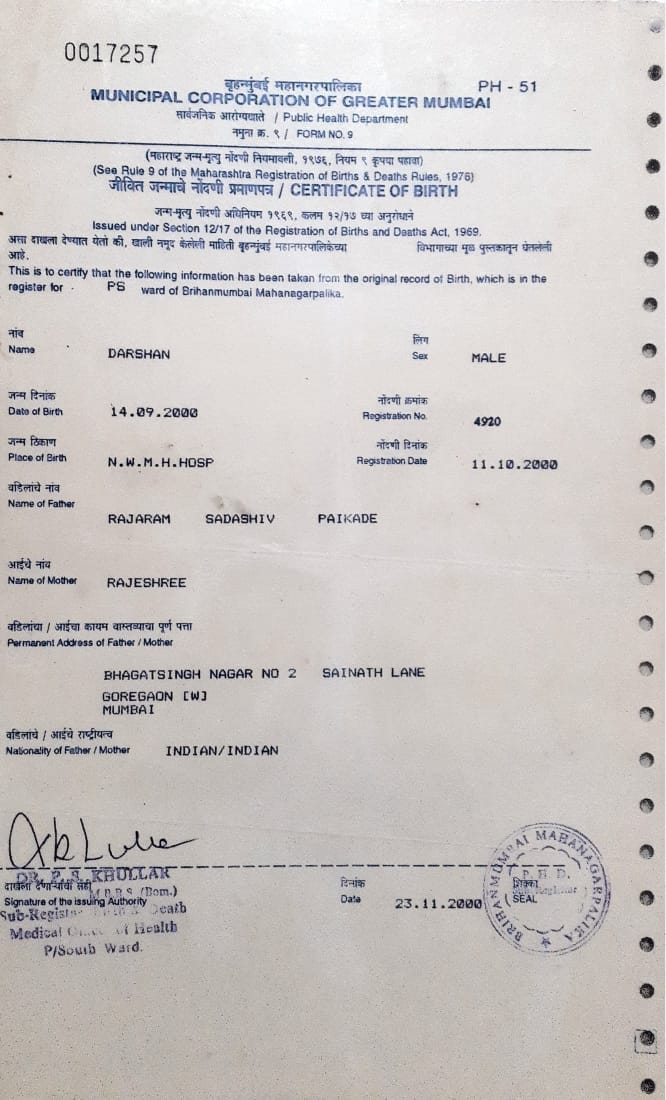 0017257
बृहन्मुंबई महानगरपालिका PH - 51
MUNICIPAL CORPORATION OF GREATER MUMBAI
सार्वजनिक आरोग्यखाते / Public Health Department
नमुना क्र. ९ / FORM NO. 9
(महाराष्ट्र जन्म-मृत्यू नोंदणी नियमावली, १९७६, नियम ९ कृपया पहावा)
(See Rule 9 of the Maharashtra Registration of Births & Deaths Rules, 1976)
जीवित जन्माचे नोंदणी प्रमाणपत्र / CERTIFICATE OF BIRTH
जन्म-मृत्यू नोंदणी अधिनियम १९६९, कलम १२/१७ च्या अनुरोधाने
Issued under Section 12/17 of the Registration of Births and Deaths Act, 1969.
असा दाखला देण्यात येतो की, खाली नमूद केलेली माहिती बृहन्मुंबई महानगरपालिकेच्या विभागाच्या मूळ पुस्तकातून घेतलेली
आहे.
This is to certify that the following information has been taken from the original record of Birth, which is in the
register for PS ward of Brihanmumbai Mahanagarpalika.
नांव लिंग
Name DARSHAN Sex MALE
जन्म दिनांक नोंदणी क्रमांक
Date of Birth 14.09.2000 Registration No. 4920
जन्म ठिकाण नोंदणी दिनांक
Place of Birth N.W.M.H.HOSP Registration Date 11.10.2000
वडिलांचे नांव
Name of Father
RAJARAM SADASHIV PAIKADE
आईचे नांव
Name of Mother RAJESHREE
वडिलांचा / आईचा कायम वास्तव्याचा पूर्ण पत्ता
Permanent Address of Father / Mother
BHAGATSINGH NAGAR NO 2 SAINATH LANE
GOREGAON [W]
MUMBAI
वडिलांचे / आईचे राष्ट्रीयत्व
Nationality of Father / Mother INDIAN/INDIAN
DR. P. S. KHULLAR
दाखला देणाऱ्याची सही M.B.B.S. (Bom.) दिनांक शिक्का
Signature of the issuing Authority Date 23.11.2000 SEAL
Sub-Registrar Birth & Death
Medical Officer of Health
P/South Ward.
BRIHANMUMBAI MAHANAGARPALIKA
P. H. D.
Sub Registrar